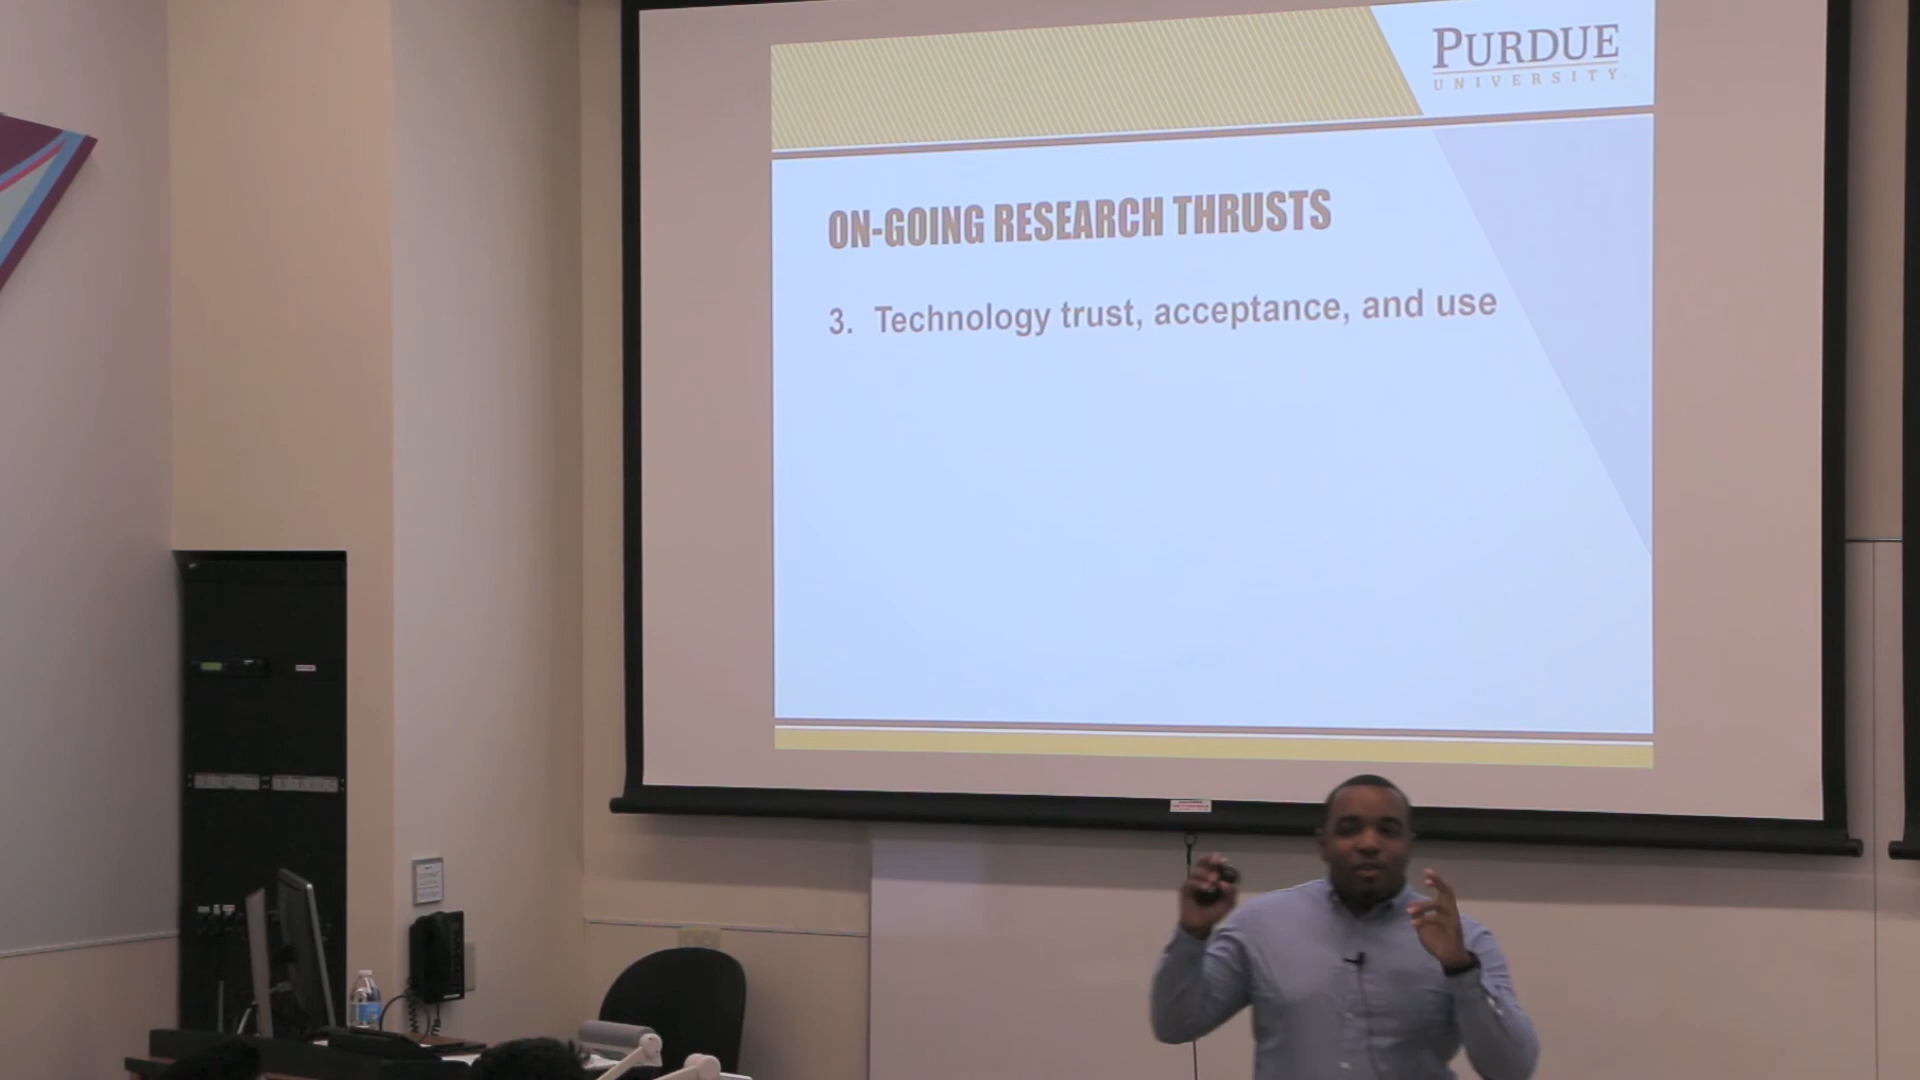 PURDUE
UNIVERSITY
ON-GOING RESEARCH THRUSTS
3. Technology trust, acceptance, and use